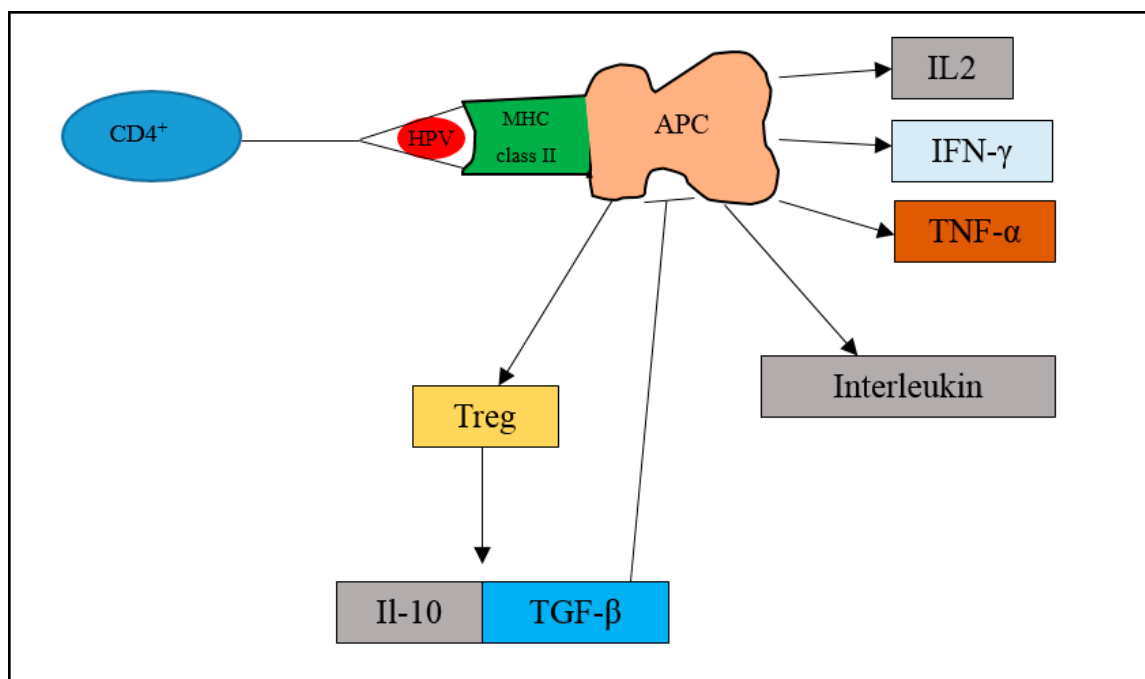 IL2
CD4⁺
HPV
MHC
class II
APC
IFN-γ
TNF-α
Interleukin
Treg
Il-10
TGF-β